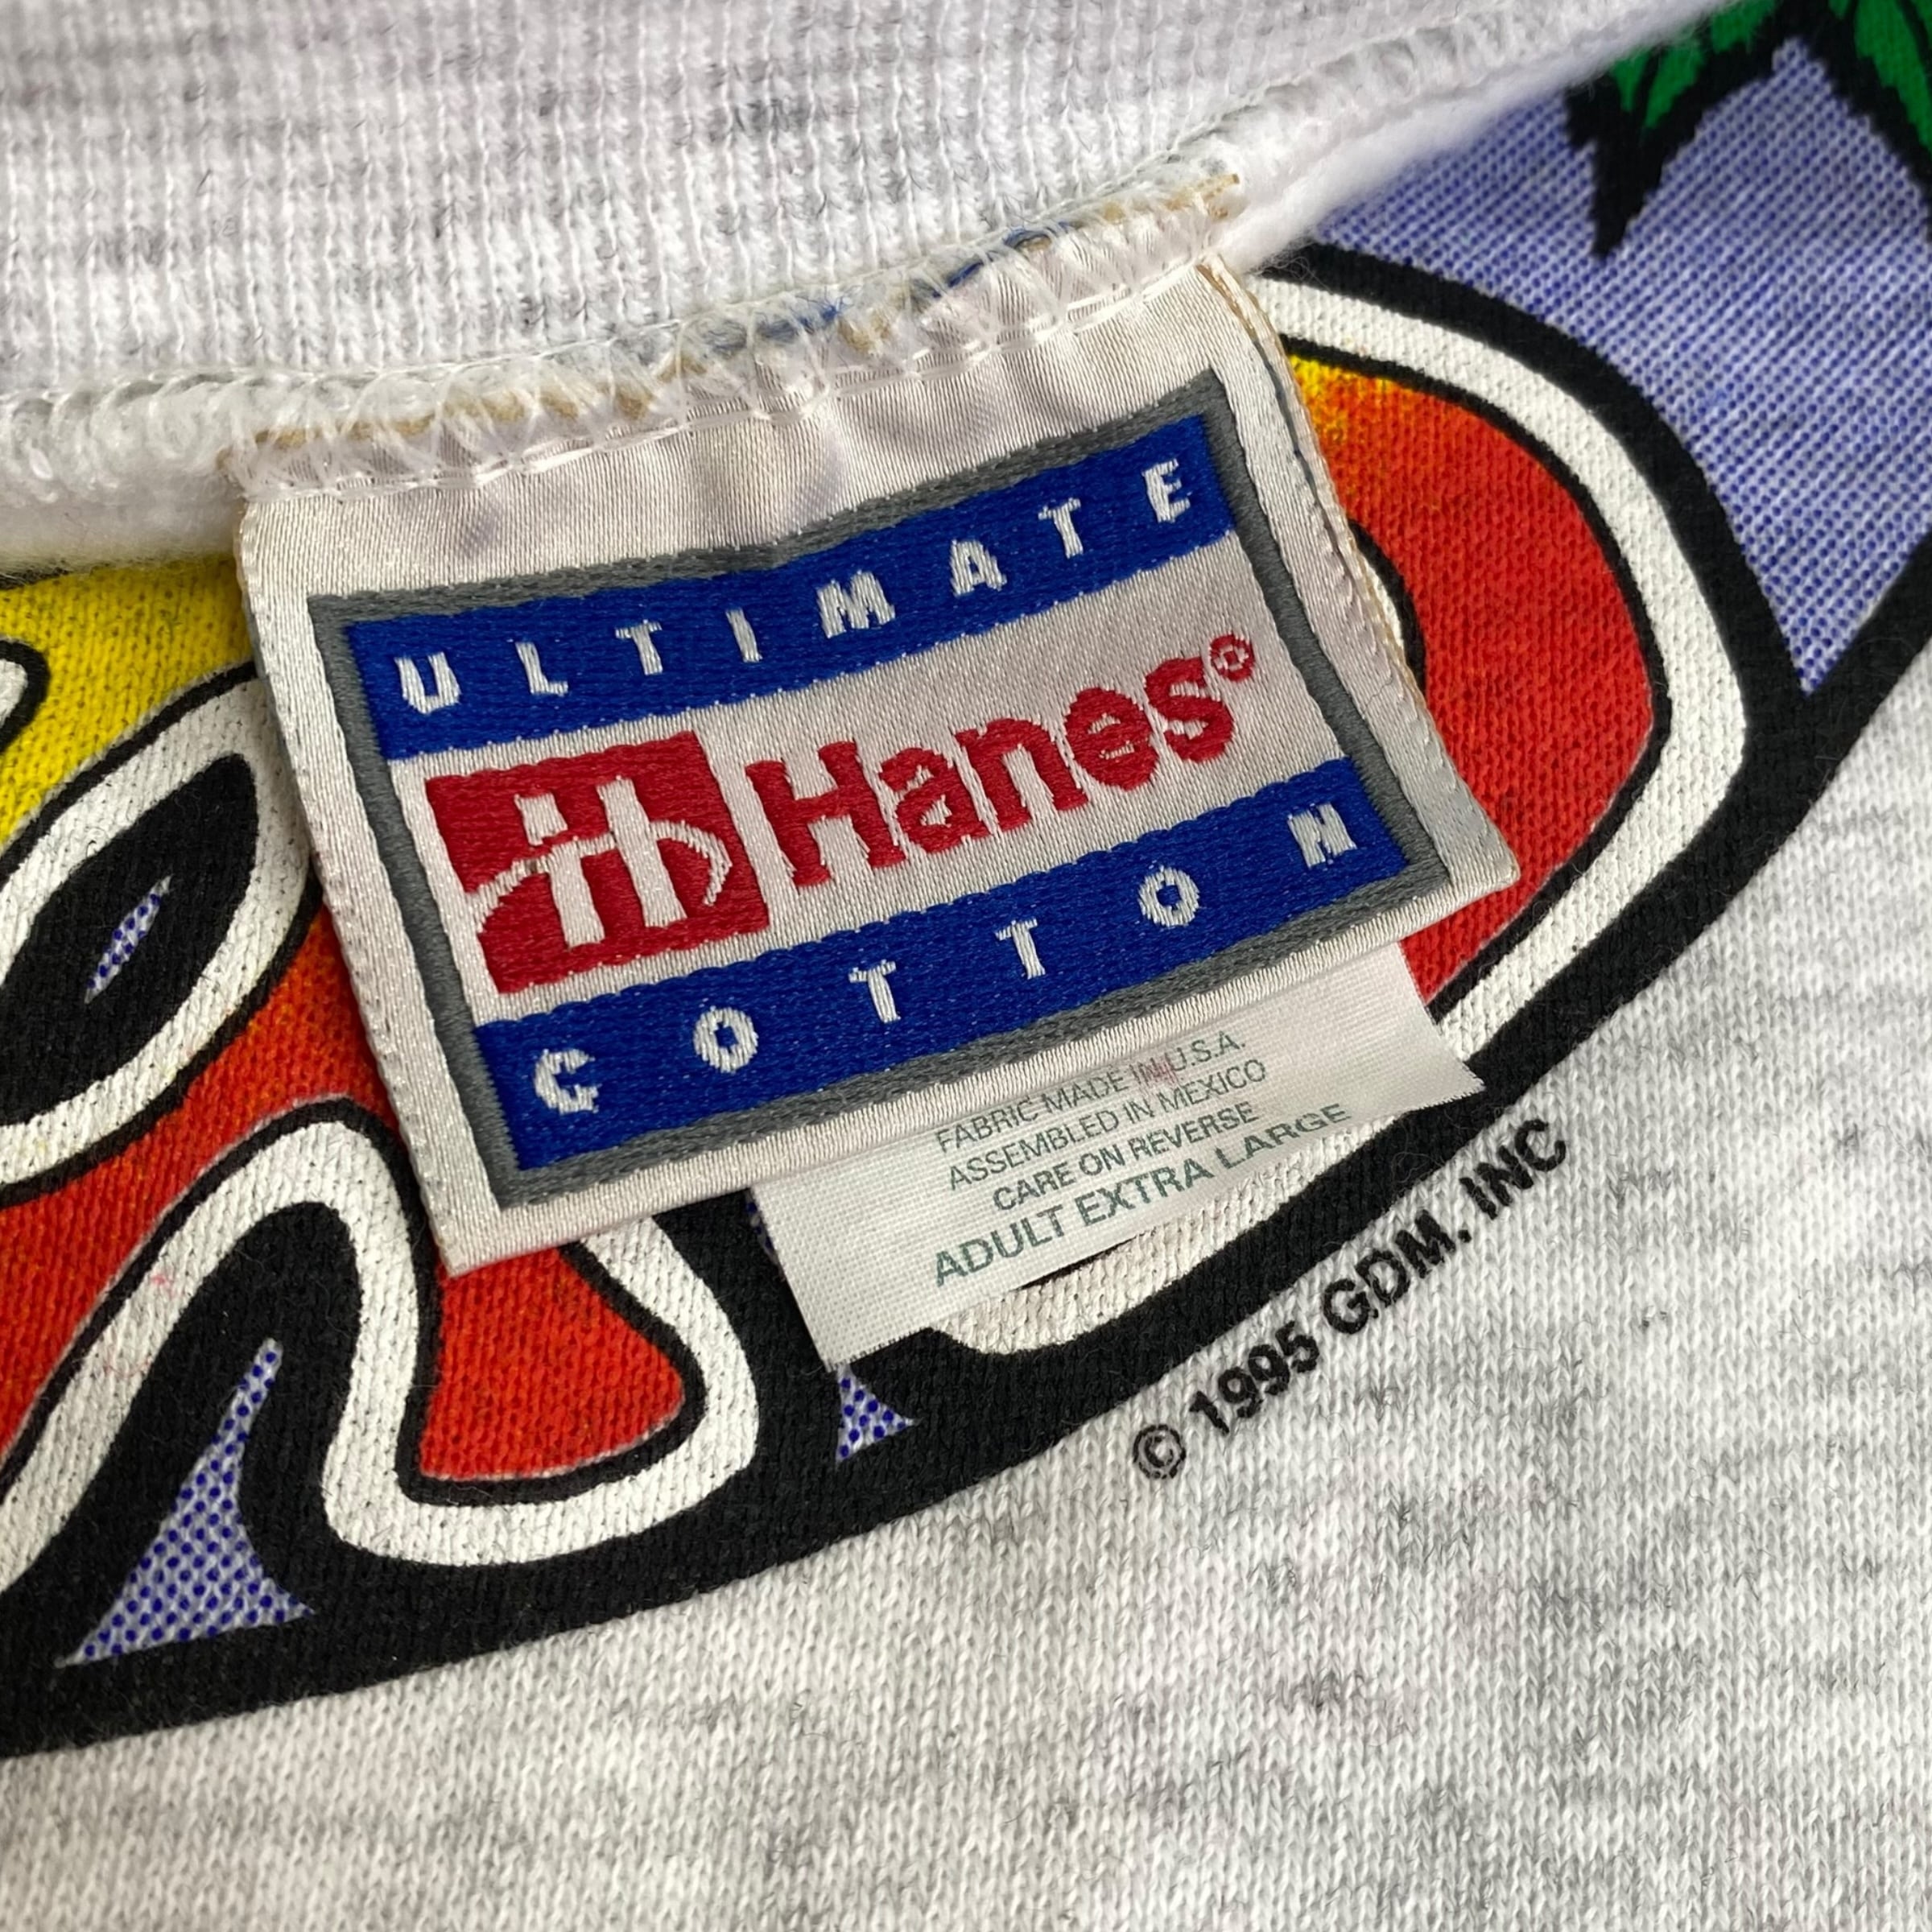 ULTIMATE
Hanes®
COTTON
FABRIC MADE IN U.S.A.
ASSEMBLED IN MEXICO
CARE ON REVERSE
ADULT EXTRA LARGE
© 1995 GDM. INC